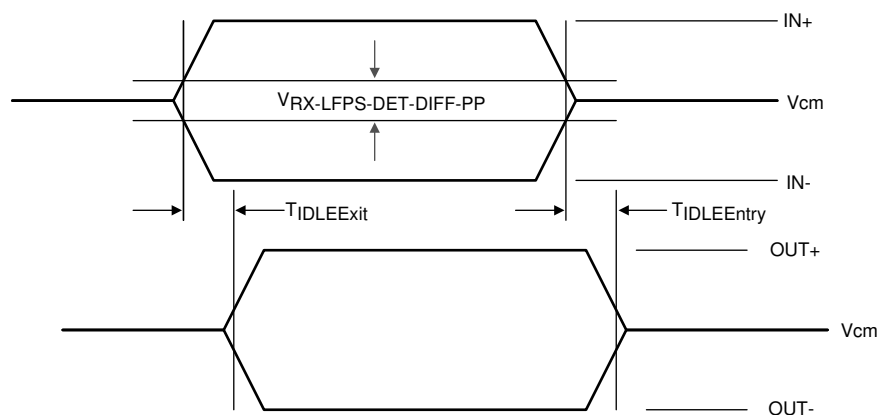 IN+
VRX-LFPS-DET-DIFF-PP
Vcm
IN-
TIDLEExit
TIDLEEntry
OUT+
Vcm
OUT-